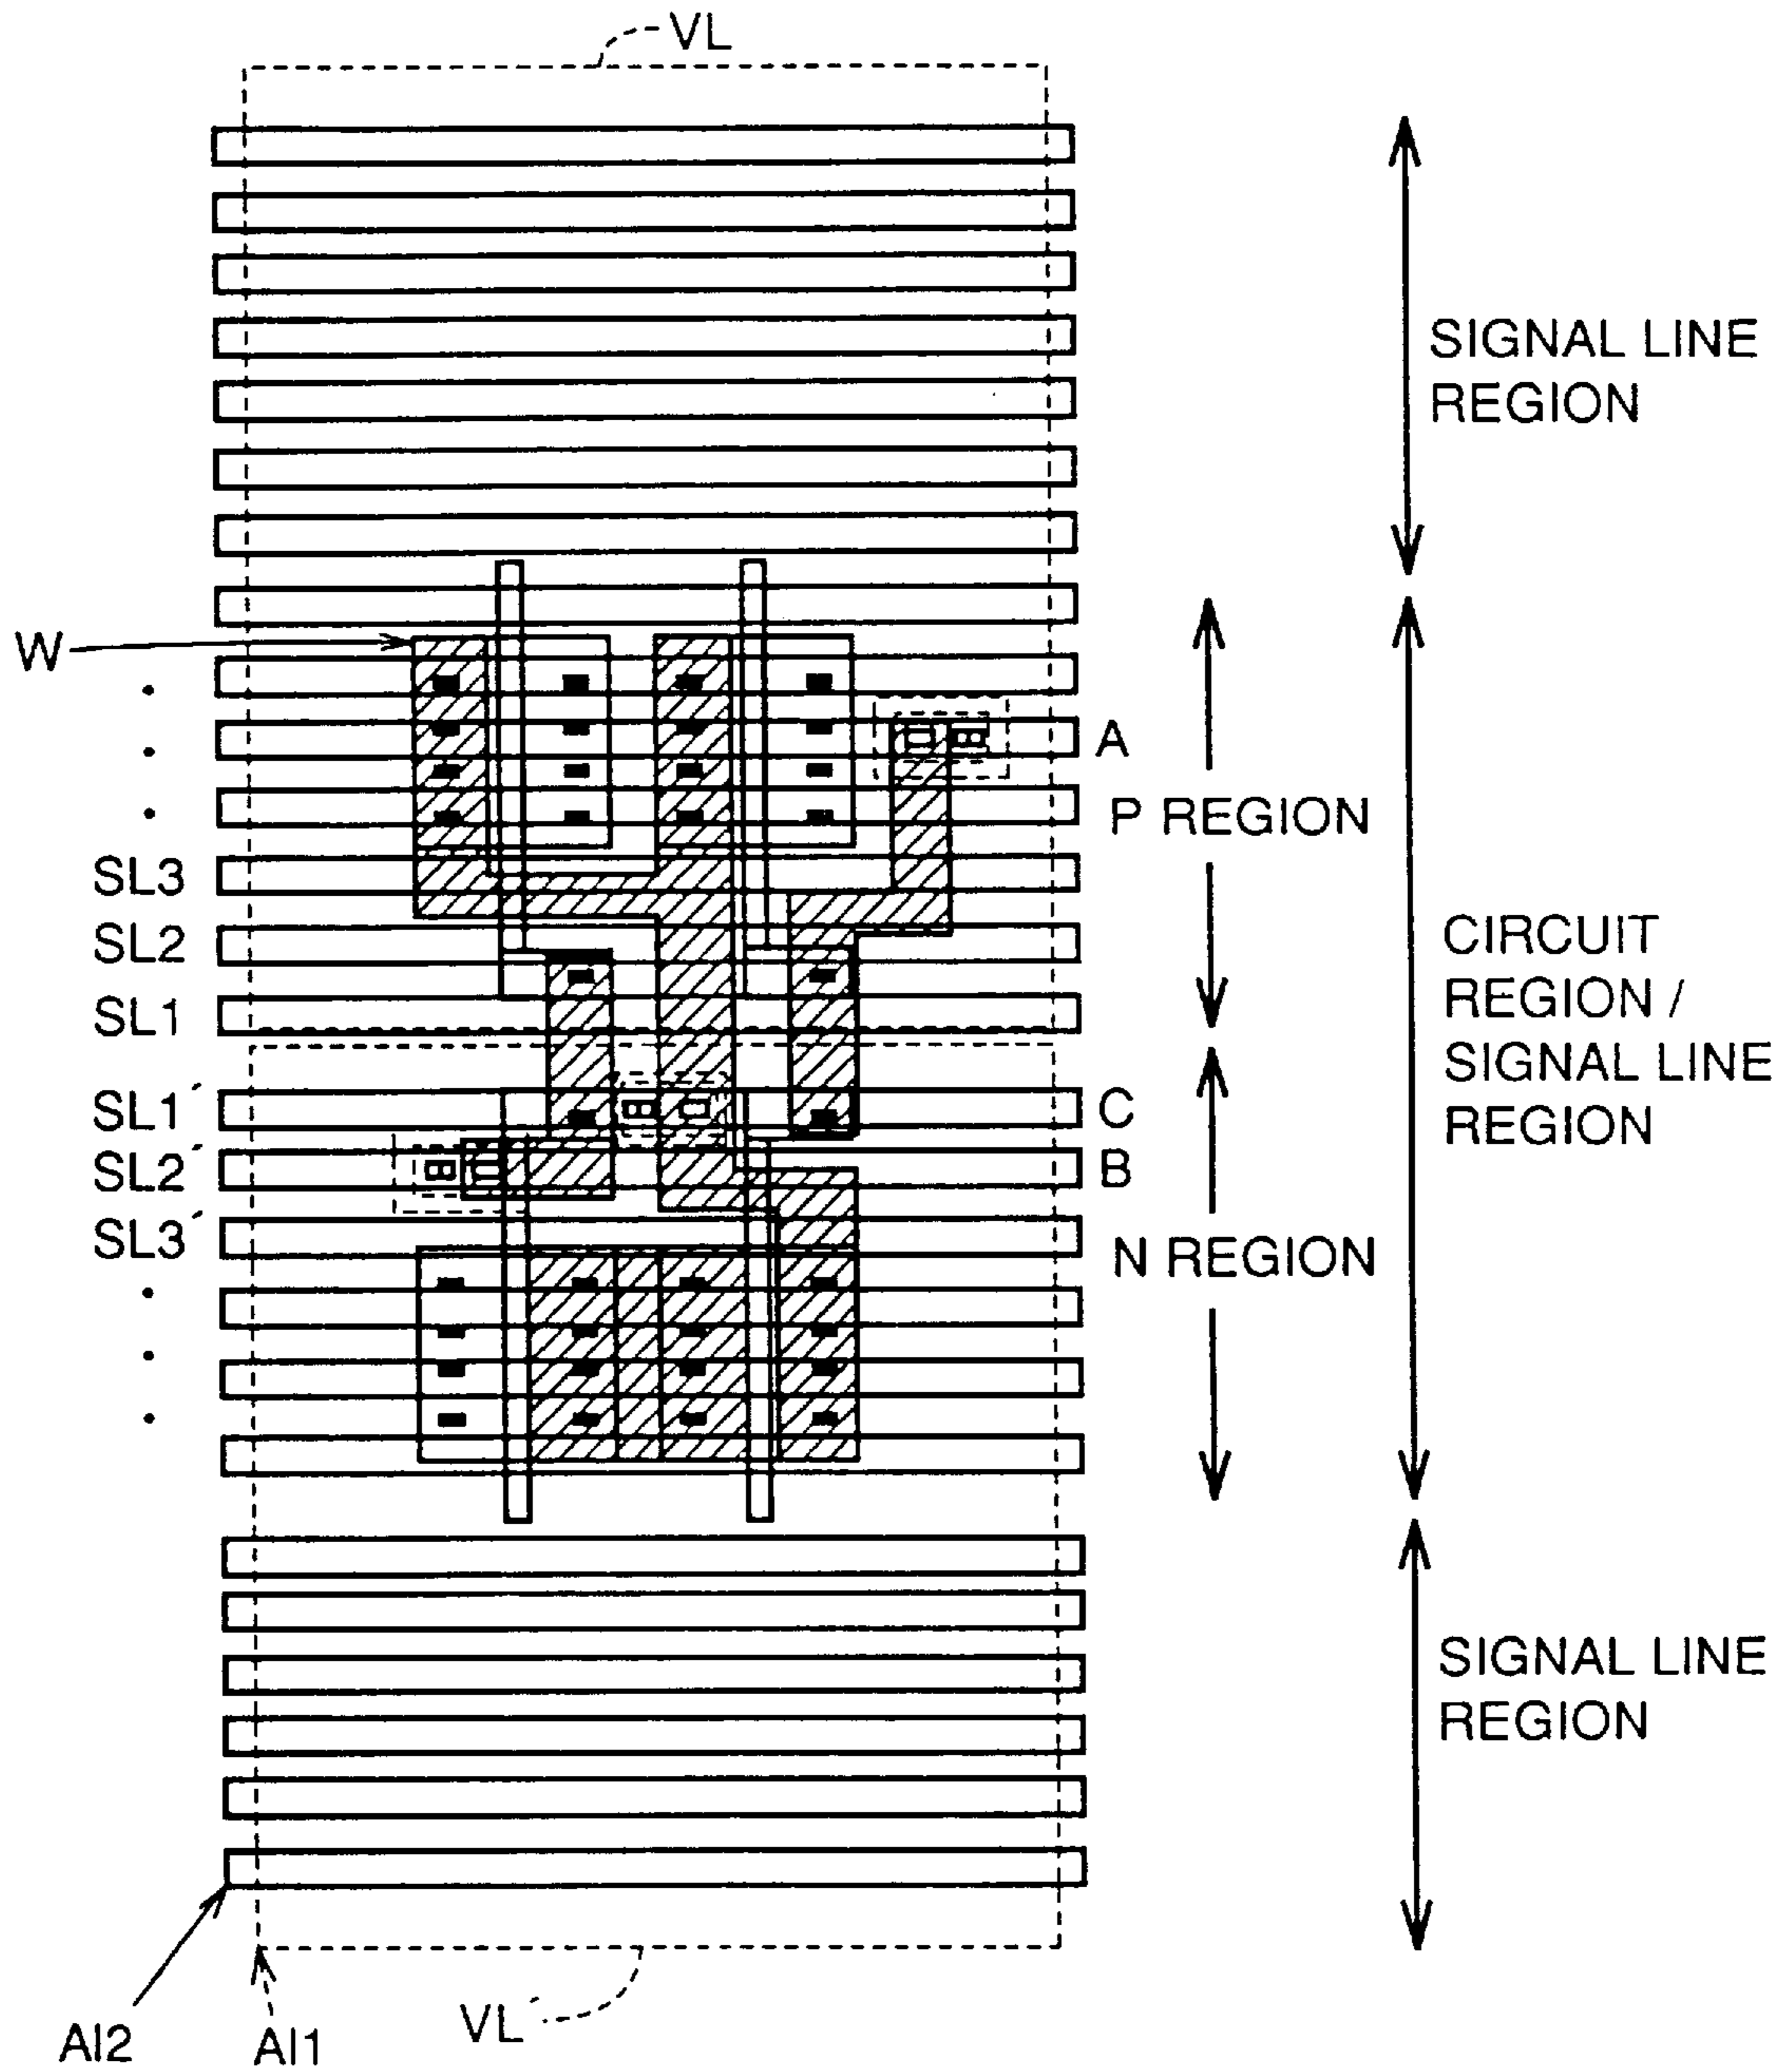 VL
SIGNAL LINE
REGION
W
A
P REGION
SL3
SL2
CIRCUIT
REGION /
SIGNAL LINE
REGION
SL1
SL1´
C
SL2´
B
SL3´
N REGION
SIGNAL LINE
REGION
VL´
Al2
Al1